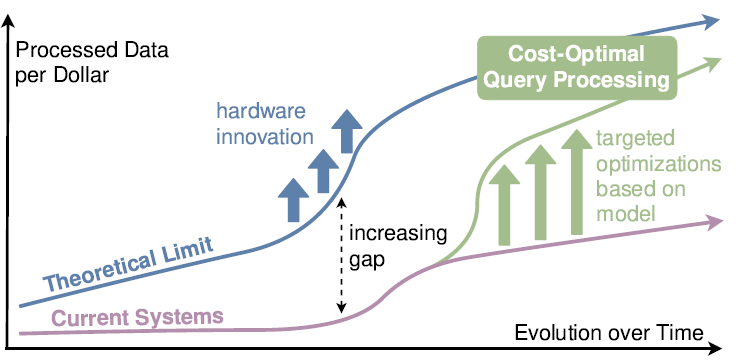 Processed Data
per Dollar
Cost-Optimal
Query Processing
hardware
innovation
targeted
optimizations
based on
model
Theoretical Limit
increasing
gap
Current Systems
Evolution over Time